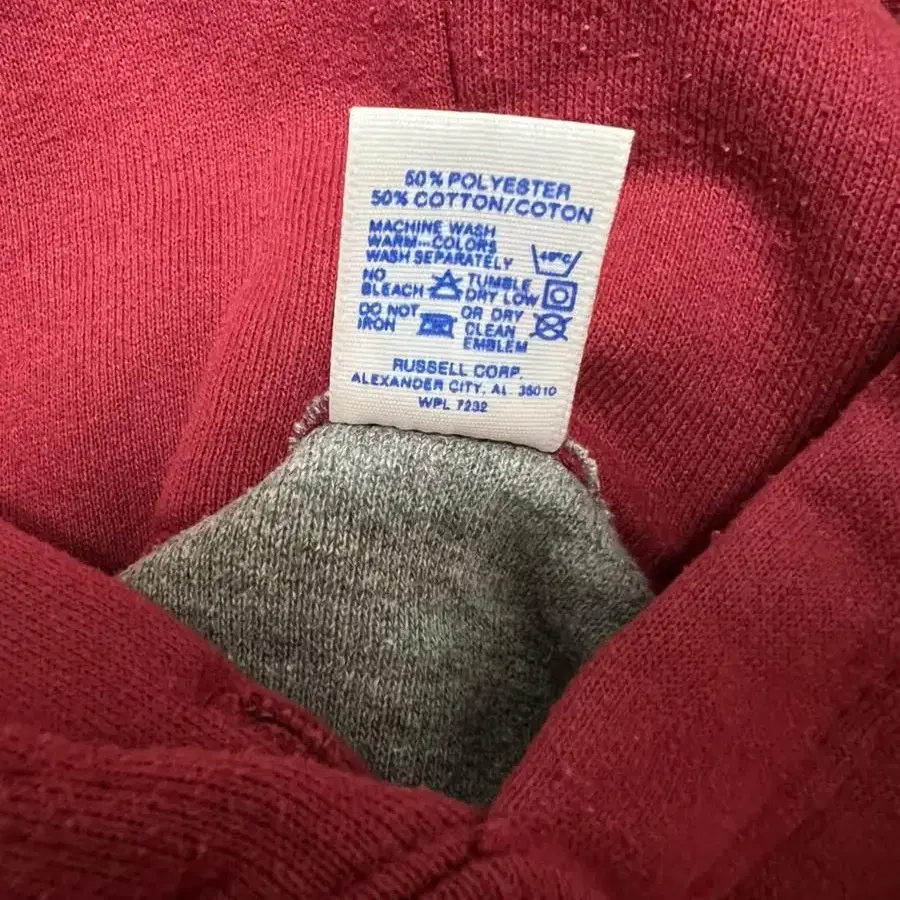 50% POLYESTER
50% COTTON/COTON
MACHINE WASH
WARM--COLORS
WASH SEPARATELY
40°C
NO
BLEACH
TUMBLE
DRY LOW
DO NOT
IRON
OR DRY
CLEAN
EMBLEM
RUSSELL CORP.
ALEXANDER CITY, AL 35010
WPL 7232